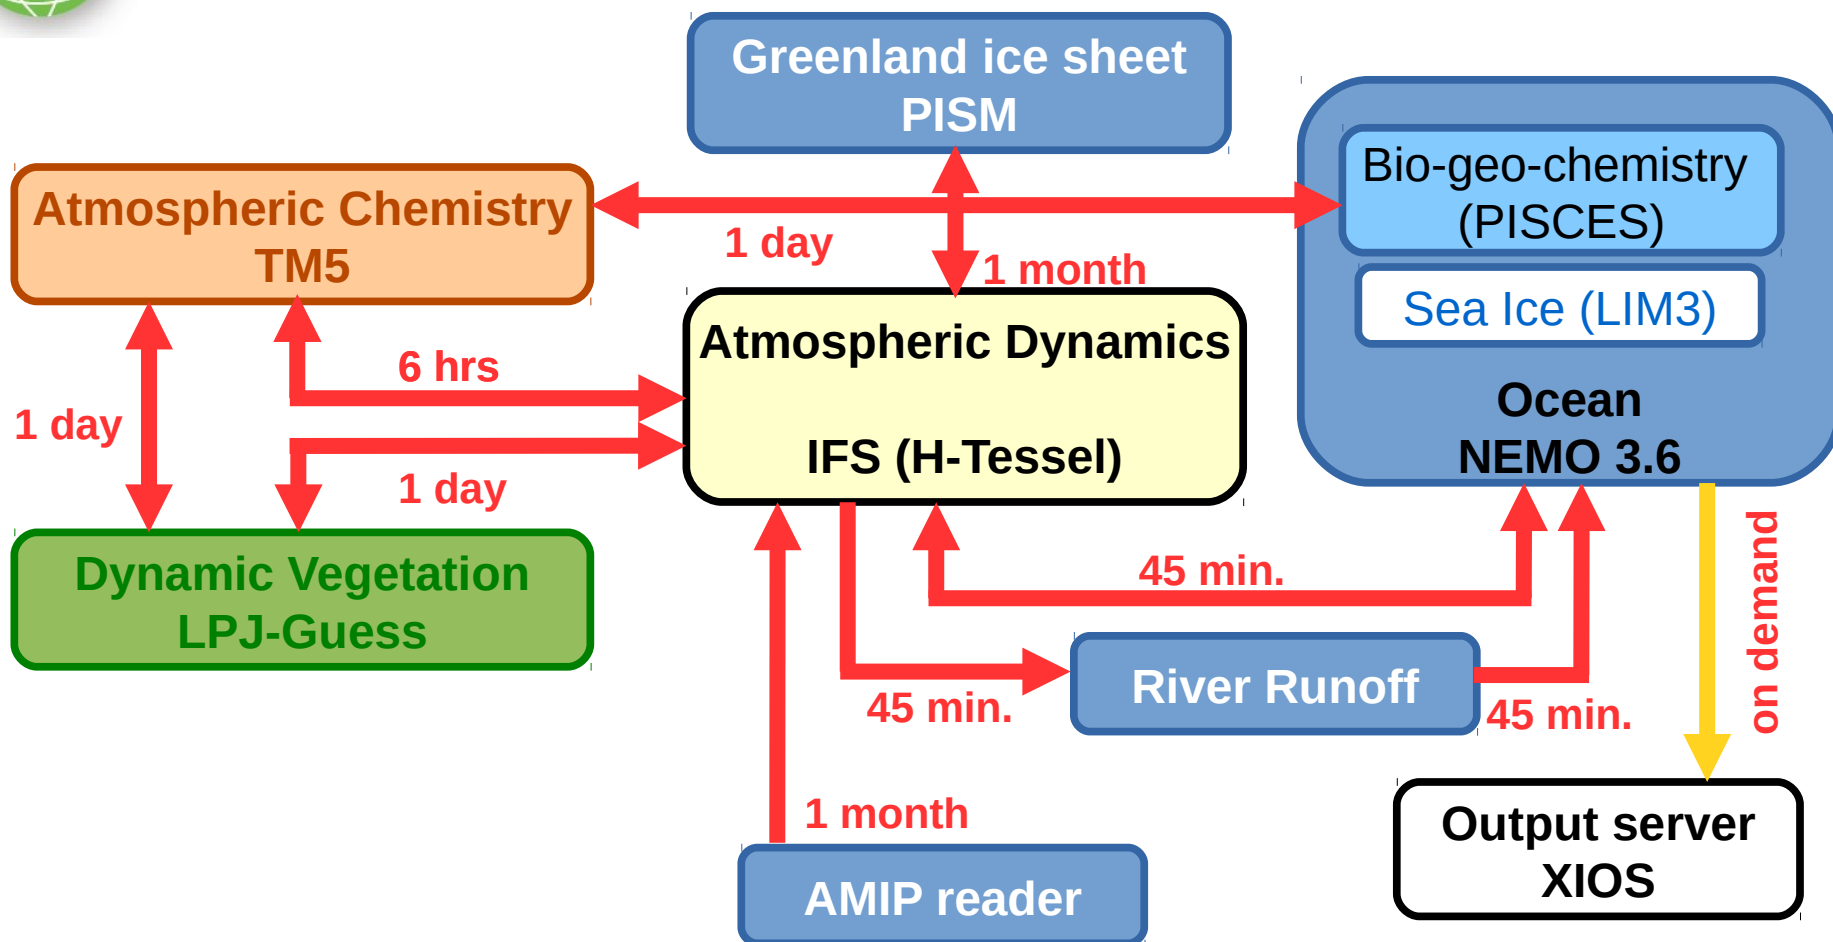 Greenland ice sheet
PISM
Atmospheric Chemistry
TM5
Bio-geo-chemistry
(PISCES)
Sea Ice (LIM3)
Ocean
NEMO 3.6
1 day
1 month
Atmospheric Dynamics
IFS (H-Tessel)
6 hrs
1 day
1 day
Dynamic Vegetation
LPJ-Guess
45 min.
River Runoff
45 min.
45 min.
on demand
1 month
AMIP reader
Output server
XIOS